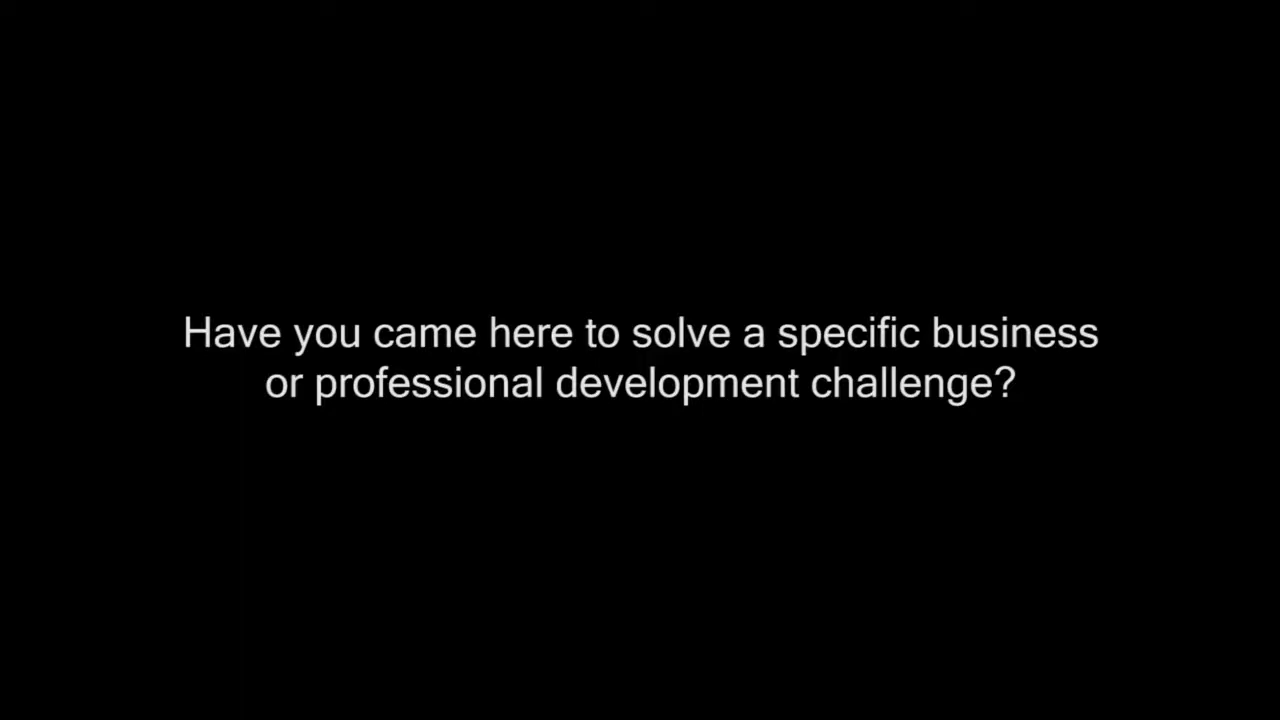 Have you came here to solve a specific business
or professional development challenge?